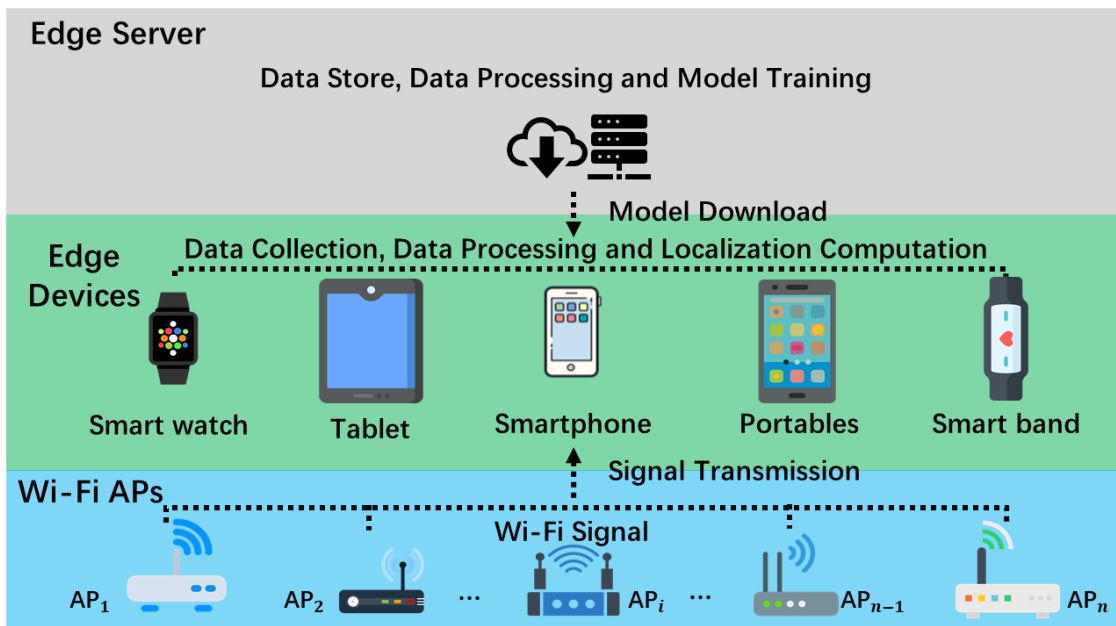 Edge Server
Data Store, Data Processing and Model Training
Model Download
Data Collection, Data Processing and Localization Computation
Edge
Devices
Smart watch
Tablet
Smartphone
Portables
Smart band
Signal Transmission
Wi-Fi APs
Wi-Fi Signal
AP₁
AP₂
...
APᵢ
...
APₙ₋₁
APₙ